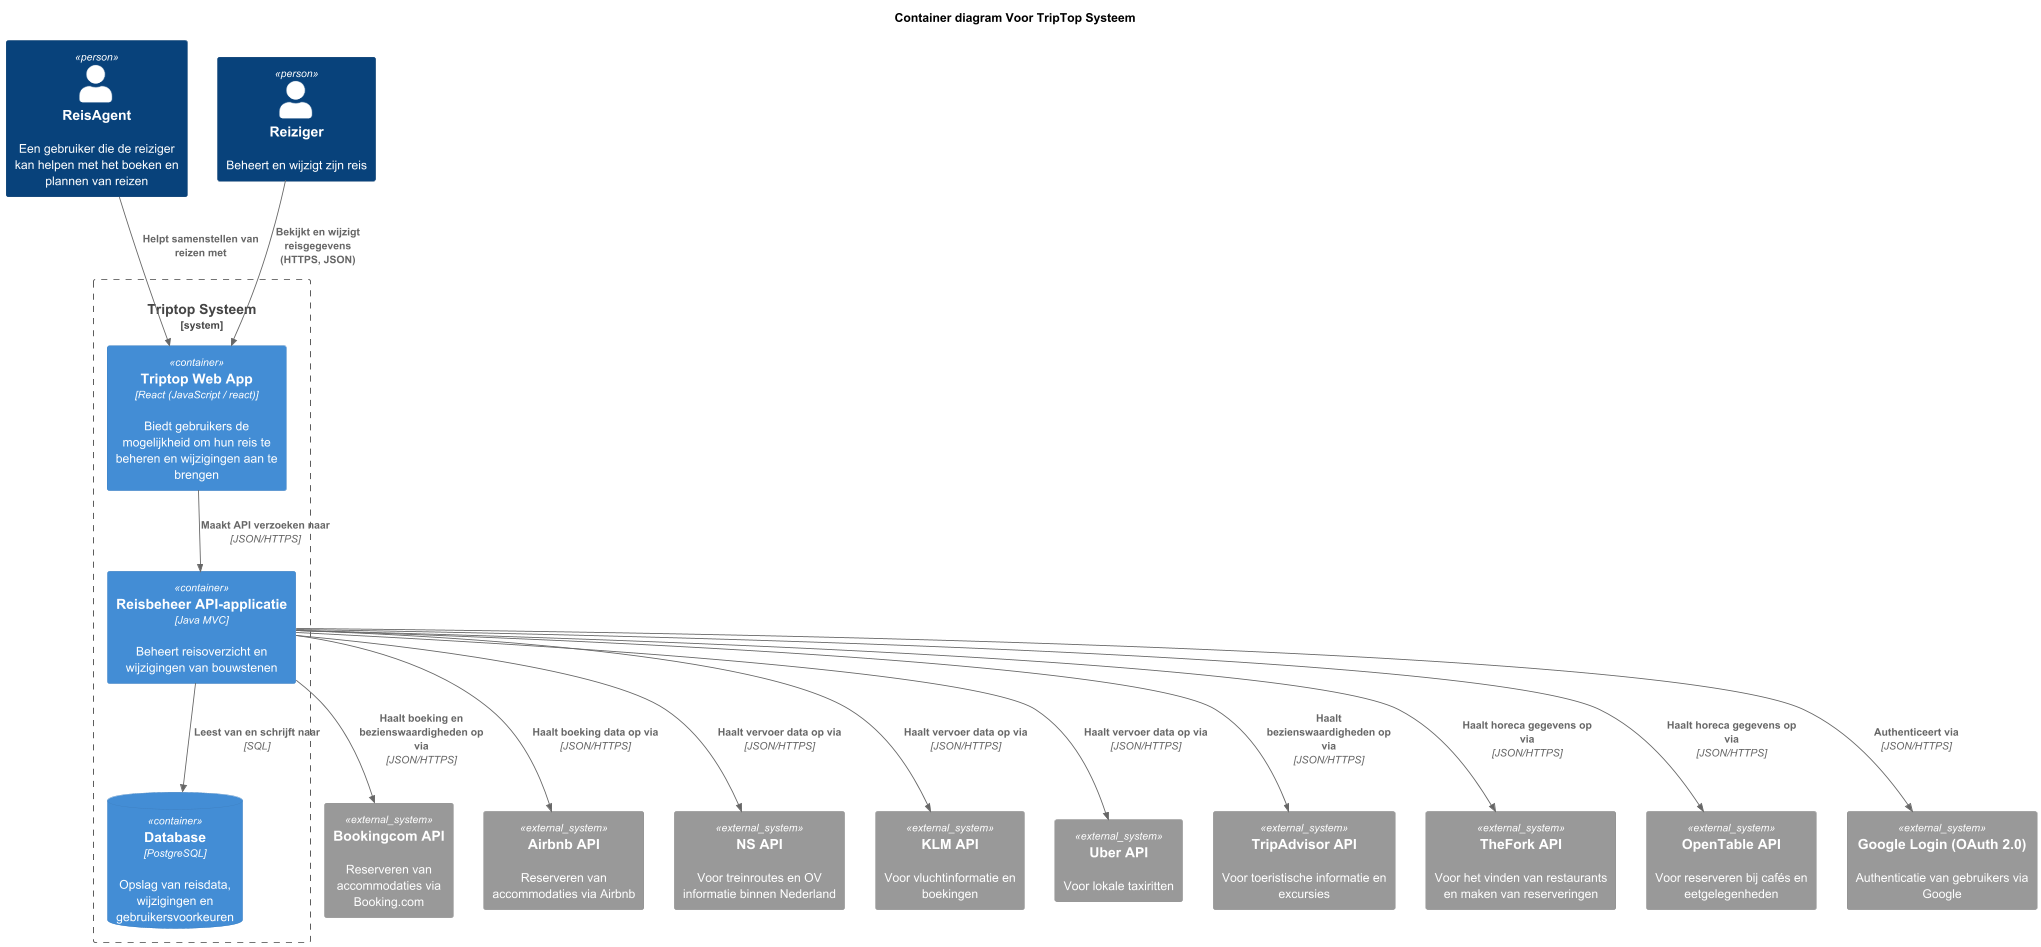 Container diagram Voor TripTop Systeem
«person»
ReisAgent
Een gebruiker die de reiziger
kan helpen met het boeken en
plannen van reizen
«person»
Reiziger
Beheert en wijzigt zijn reis
Helpt samenstellen van
reizen met
Bekijkt en wijzigt
reisgegevens
(HTTPS, JSON)
Triptop Systeem
[system]
«container»
Triptop Web App
[React (JavaScript / react)]
Biedt gebruikers de
mogelijkheid om hun reis te
beheren en wijzigingen aan te
brengen
Maakt API verzoeken naar
[JSON/HTTPS]
«container»
Reisbeheer API-applicatie
[Java MVC]
Beheert reisoverzicht en
wijzigingen van bouwstenen
Leest van en schrijft naar
[SQL]
Haalt boeking en
bezienswaardigheden op
via
[JSON/HTTPS]
Haalt boeking data op via
[JSON/HTTPS]
Haalt vervoer data op via
[JSON/HTTPS]
Haalt vervoer data op via
[JSON/HTTPS]
Haalt vervoer data op via
[JSON/HTTPS]
Haalt
bezienswaardigheden op
via
[JSON/HTTPS]
Haalt horeca gegevens op
via
[JSON/HTTPS]
Haalt horeca gegevens op
via
[JSON/HTTPS]
Authenticeert via
[JSON/HTTPS]
«container»
Database
[PostgreSQL]
Opslag van reisdata,
wijzigingen en
gebruikersvoorkeuren
«external_system»
Bookingcom API
Reserveren van
accommodaties via
Booking.com
«external_system»
Airbnb API
Reserveren van
accommodaties via Airbnb
«external_system»
NS API
Voor treinroutes en OV
informatie binnen Nederland
«external_system»
KLM API
Voor vluchtinformatie en
boekingen
«external_system»
Uber API
Voor lokale taxiritten
«external_system»
TripAdvisor API
Voor toeristische informatie en
excursies
«external_system»
TheFork API
Voor het vinden van restaurants
en maken van reserveringen
«external_system»
OpenTable API
Voor reserveren bij cafés en
eetgelegenheden
«external_system»
Google Login (OAuth 2.0)
Authenticatie van gebruikers via
Google